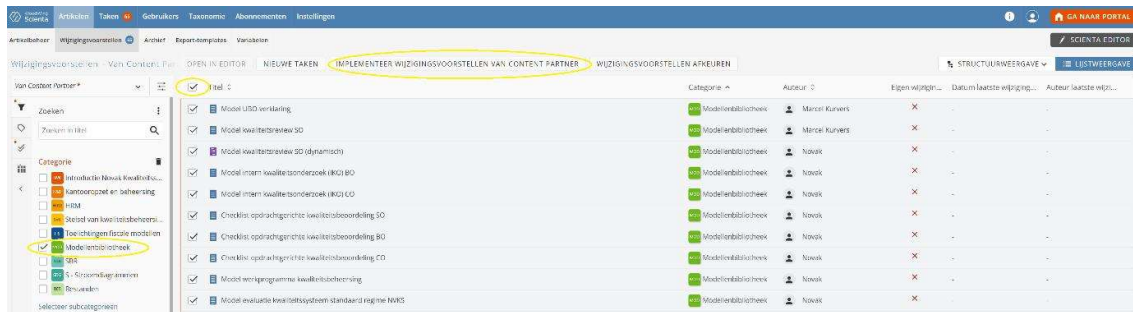 Scienta Artikelen Taken Gebruikers Taxonomie Abonnementen Instellingen GA NAAR PORTAL
Artikelbeheer Wijzigingsvoorstellen Archief Export-templates Variabelen SCIENTA EDITOR
Wijzigingsvoorstellen - Van Content Par OPEN IN EDITOR NIEUWE TAKEN IMPLEMENTEER WIJZIGINGSVOORSTELLEN VAN CONTENT PARTNER WIJZIGINGSVOORSTELLEN AFKEUREN STRUCTUURWEERGAVE LIJSTWEERGAVE
Van Content Partner* Titel Categorie Auteur Eigen wijzigin... Datum laatste wijziging... Auteur laatste wijzi...
Zoeken
Zoeken in titel
Categorie
Introductie Novak Kwaliteitss...
Kantooropzet en beheersing
HRM
Stelsel van kwaliteitsbeheersi...
Toelichtingen fiscale modellen
Modellenbibliotheek
SBR
S - Stroomdiagrammen
Bestanden
Selecteer subcategorieën
Model UBO verklaring Modellenbibliotheek Marcel Kurvers - -
Model kwaliteitsreview SO Modellenbibliotheek Marcel Kurvers - -
Model kwaliteitsreview SO (dynamisch) Modellenbibliotheek Novak - -
Model intern kwaliteitsonderzoek (IKO) BO Modellenbibliotheek Novak - -
Model intern kwaliteitsonderzoek (IKO) CO Modellenbibliotheek Novak - -
Checklist opdrachtgerichte kwaliteitsbeoordeling SO Modellenbibliotheek Novak - -
Checklist opdrachtgerichte kwaliteitsbeoordeling BO Modellenbibliotheek Novak - -
Checklist opdrachtgerichte kwaliteitsbeoordeling CO Modellenbibliotheek Novak - -
Model werkprogramma kwaliteitsbeheersing Modellenbibliotheek Novak - -
Model evaluatie kwaliteitssysteem standaard regime NVKS Modellenbibliotheek Novak - -